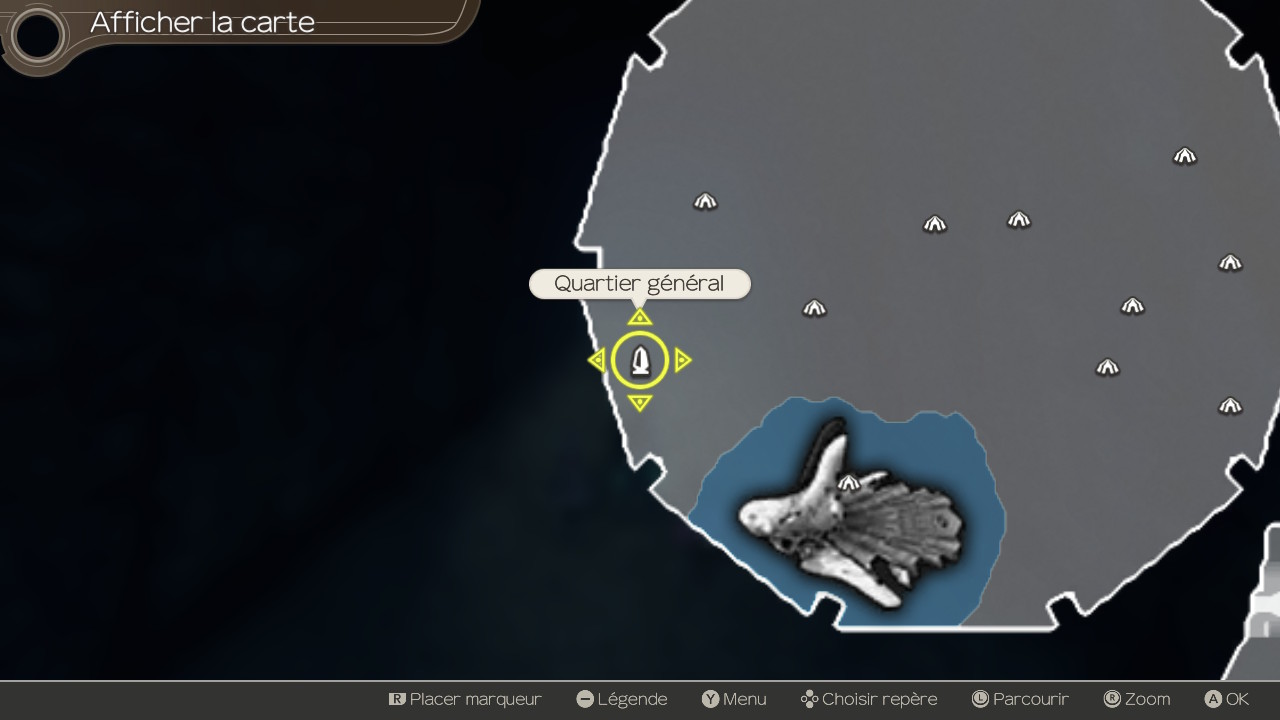 Afficher la carte
Quartier général
R Placer marqueur − Légende Y Menu Choisir repère L Parcourir R Zoom A OK